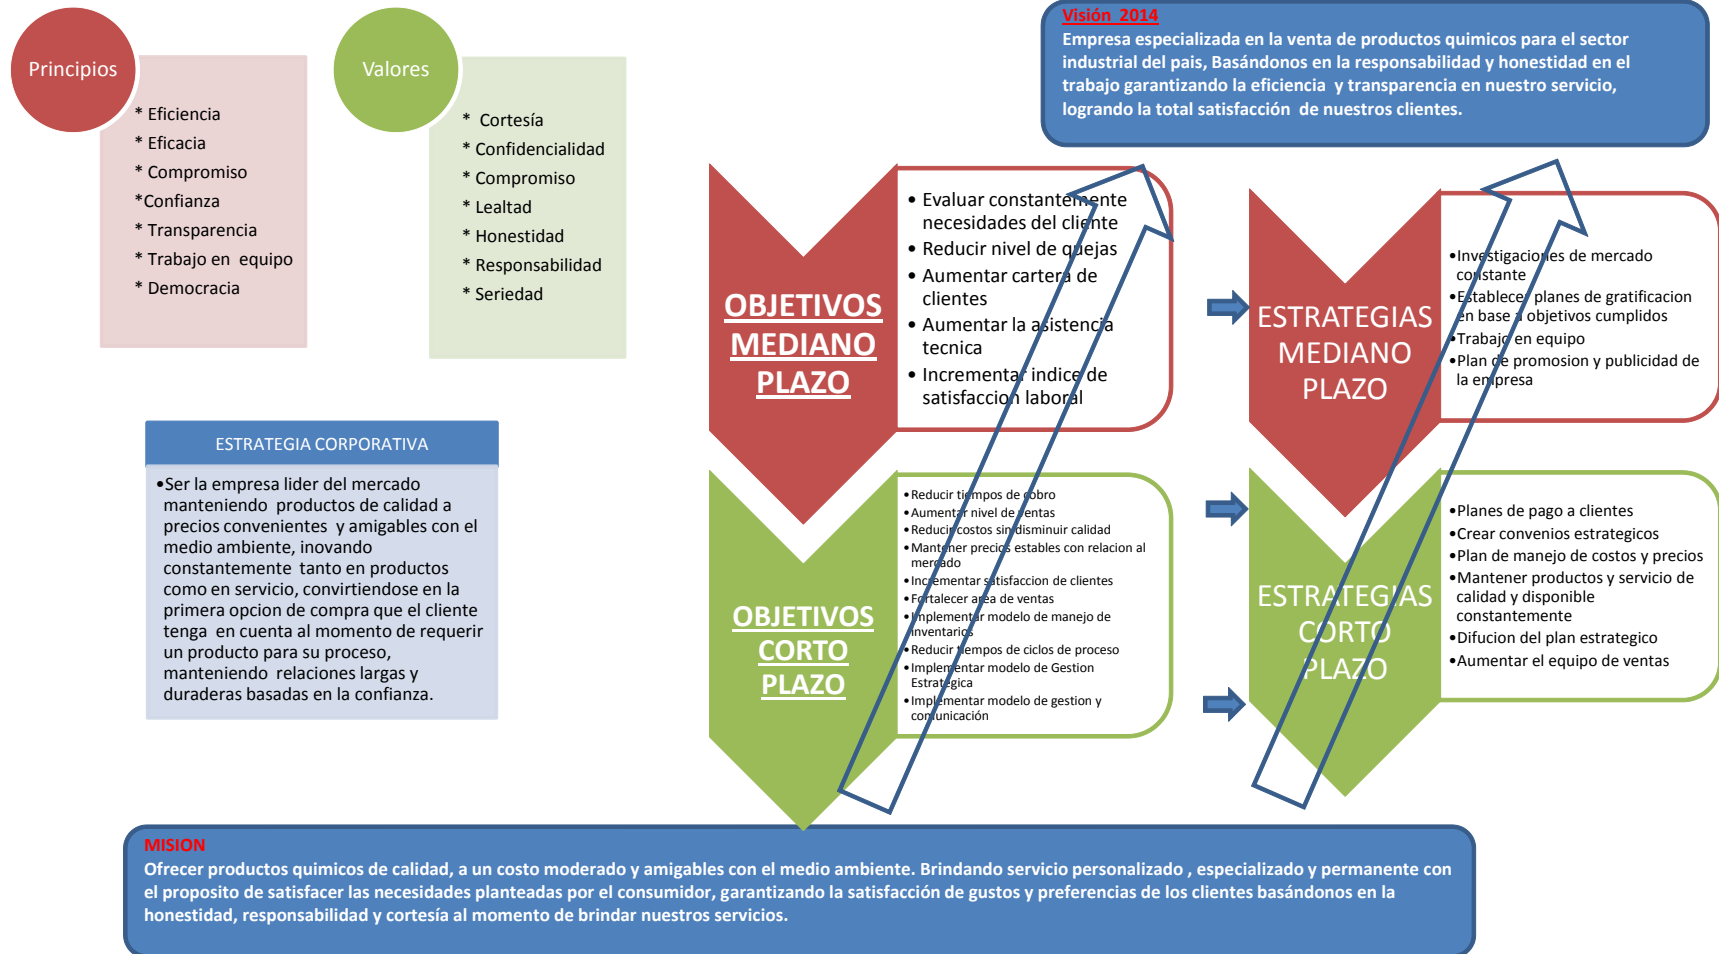 Principios
* Eficiencia
* Eficacia
* Compromiso
*Confianza
* Transparencia
* Trabajo en equipo
* Democracia
Valores
* Cortesía
* Confidencialidad
* Compromiso
* Lealtad
* Honestidad
* Responsabilidad
* Seriedad
Visión 2014
Empresa especializada en la venta de productos quimicos para el sector
industrial del pais, Basándonos en la responsabilidad y honestidad en el
trabajo garantizando la eficiencia y transparencia en nuestro servicio,
logrando la total satisfacción de nuestros clientes.
OBJETIVOS
MEDIANO
PLAZO
• Evaluar constantemente
necesidades del cliente
• Reducir nivel de quejas
• Aumentar cartera de
clientes
• Aumentar la asistencia
tecnica
• Incrementar indice de
satisfaccion laboral
ESTRATEGIAS
MEDIANO
PLAZO
•Investigaciones de mercado
constante
•Establecer planes de gratificacion
en base a objetivos cumplidos
•Trabajo en equipo
•Plan de promosion y publicidad de
la empresa
ESTRATEGIA CORPORATIVA
•Ser la empresa lider del mercado
manteniendo productos de calidad a
precios convenientes y amigables con el
medio ambiente, inovando
constantemente tanto en productos
como en servicio, convirtiendose en la
primera opcion de compra que el cliente
tenga en cuenta al momento de requerir
un producto para su proceso,
manteniendo relaciones largas y
duraderas basadas en la confianza.
OBJETIVOS
CORTO
PLAZO
•Reducir tiempos de cobro
•Aumentar nivel de ventas
•Reducir costos sin disminuir calidad
•Mantener precios estables con relacion al
mercado
•Incrementar satisfaccion de clientes
•Fortalecer area de ventas
•Implementar modelo de manejo de
inventarios
•Reducir tiempos de ciclos de proceso
•Implementar modelo de Gestion
Estratégica
•Implementar modelo de gestion y
comunicación
ESTRATEGIAS
CORTO
PLAZO
•Planes de pago a clientes
•Crear convenios estrategicos
•Plan de manejo de costos y precios
•Mantener productos y servicio de
calidad y disponible
constantemente
•Difucion del plan estrategico
•Aumentar el equipo de ventas
MISION
Ofrecer productos quimicos de calidad, a un costo moderado y amigables con el medio ambiente. Brindando servicio personalizado , especializado y permanente con
el proposito de satisfacer las necesidades planteadas por el consumidor, garantizando la satisfacción de gustos y preferencias de los clientes basándonos en la
honestidad, responsabilidad y cortesía al momento de brindar nuestros servicios.